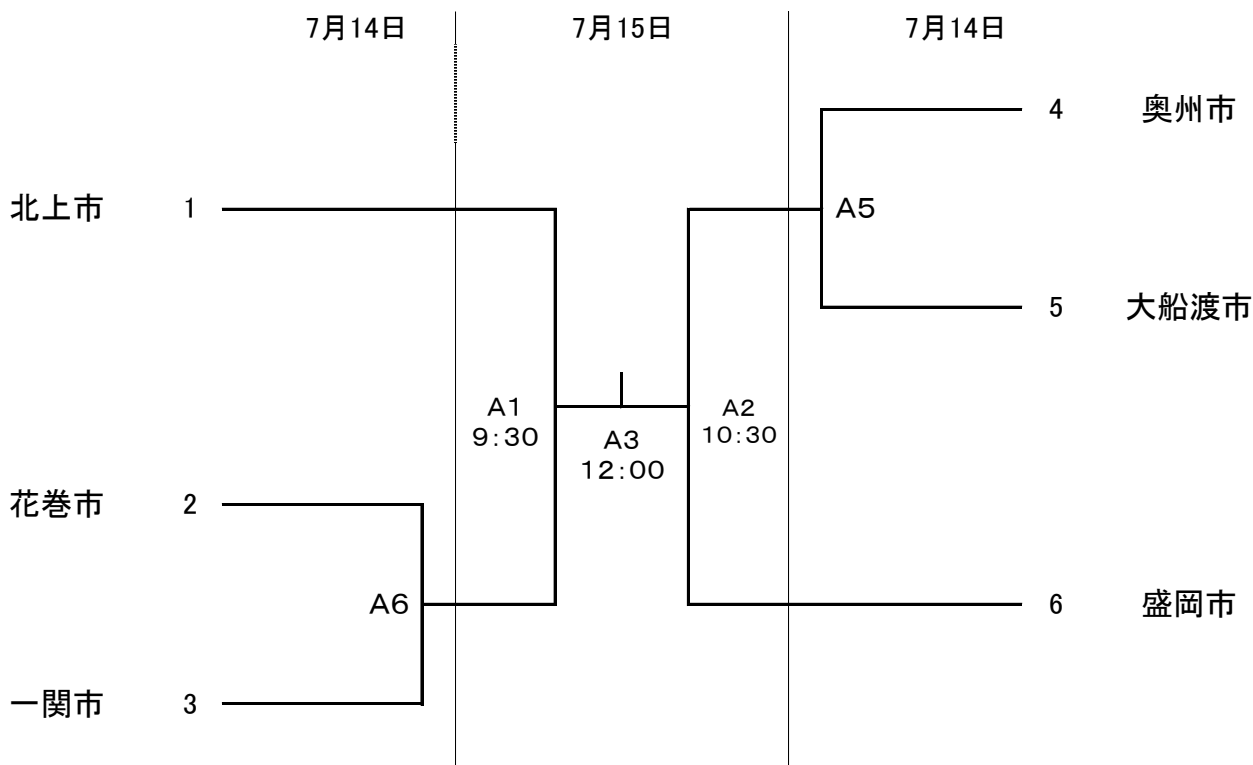 7月14日 7月15日 7月14日
4 奥州市
北上市 1
A5
5 大船渡市
A1
9:30
A2
10:30
A3
12:00
花巻市 2
A6
6 盛岡市
一関市 3